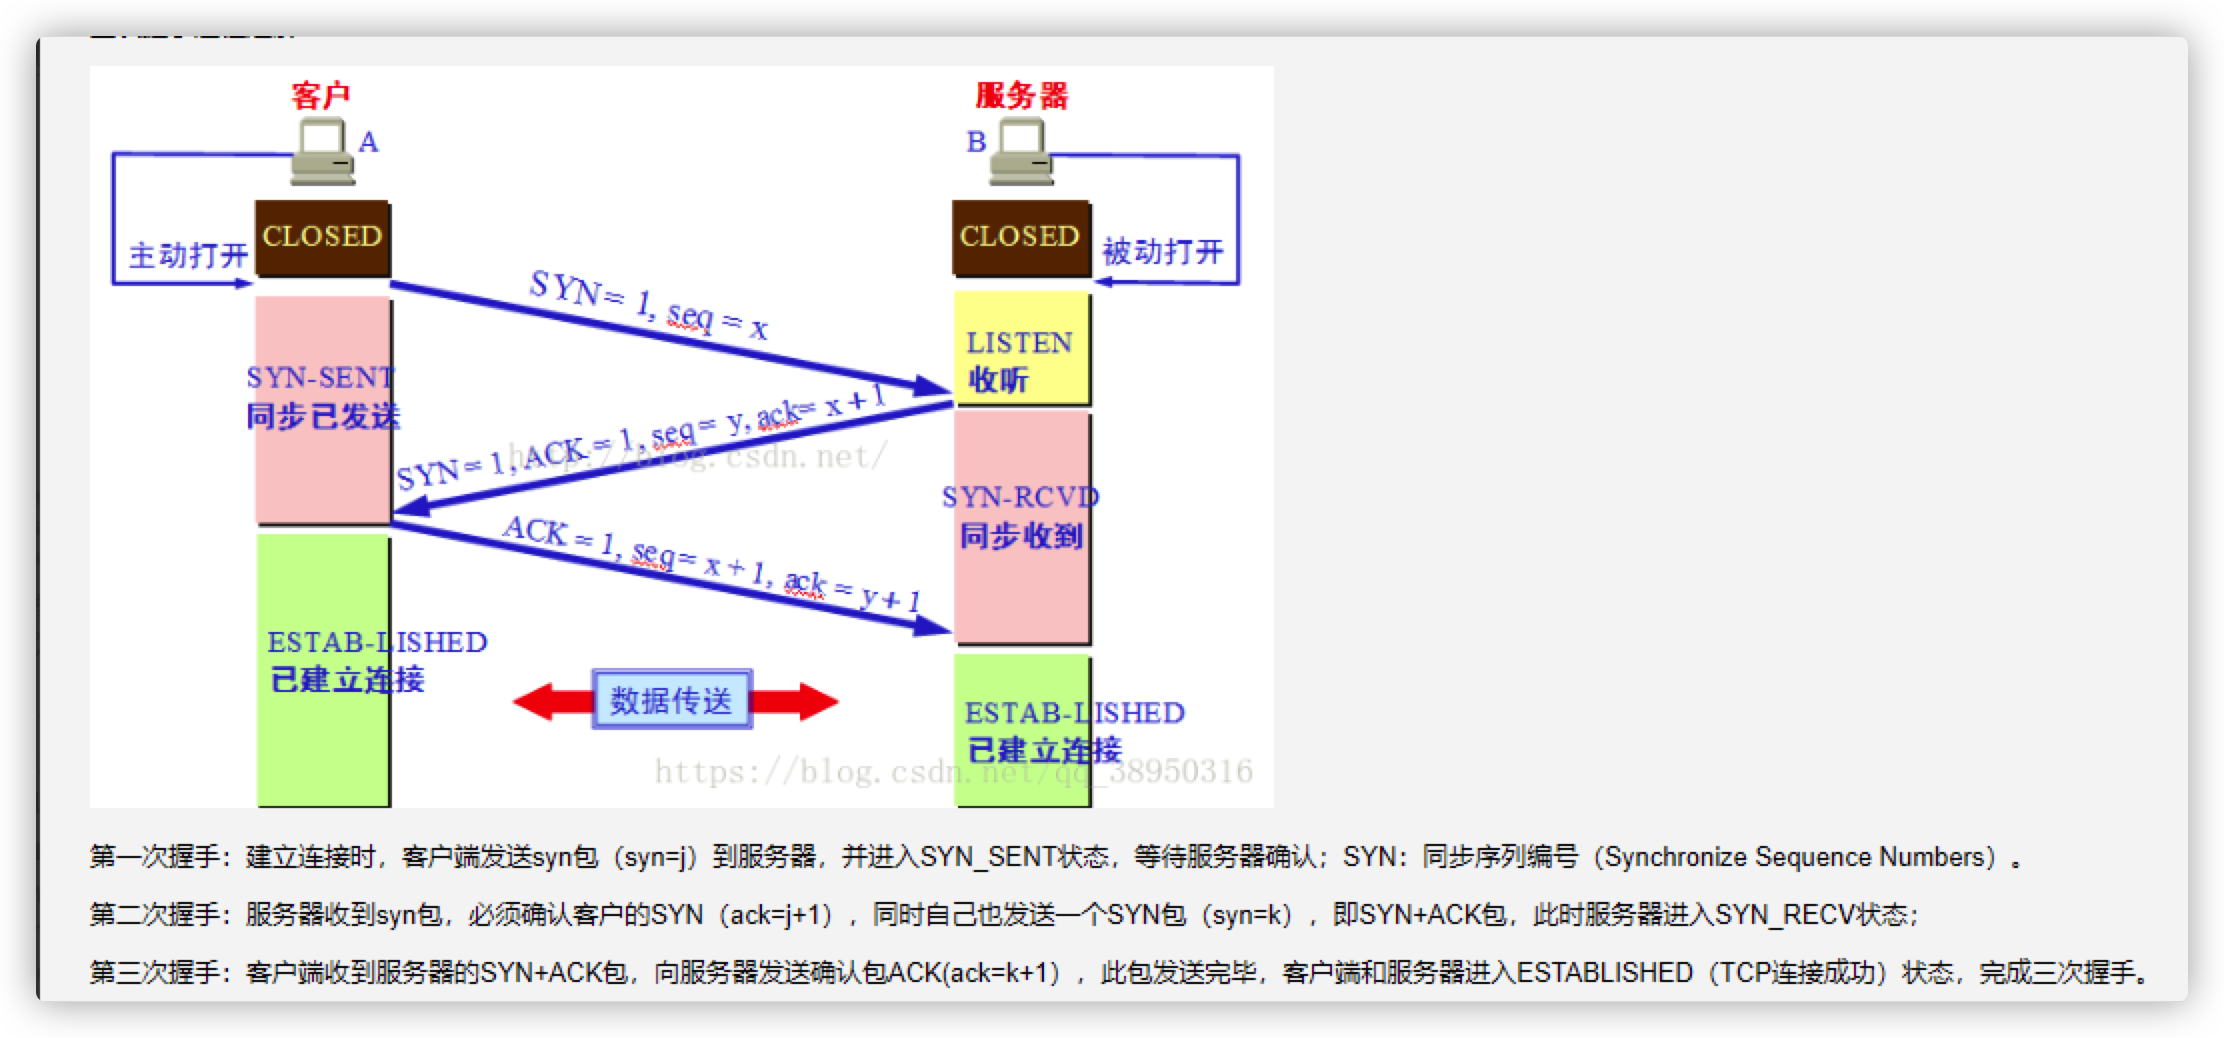 客户
服务器
A
B
CLOSED
CLOSED
主动打开
被动打开
SYN = 1, seq = x
LISTEN
收听
SYN-SENT
同步已发送
SYN = 1, ACK = 1, seq = y, ack= x + 1
http://blog.csdn.net/
SYN-RCVD
同步收到
ACK = 1, seq = x + 1, ack = y + 1
ESTAB-LISHED
已建立连接
数据传送
ESTAB-LISHED
已建立连接
https://blog.csdn.net/qq_38950316
第一次握手：建立连接时，客户端发送syn包（syn=j）到服务器，并进入SYN_SENT状态，等待服务器确认；SYN：同步序列编号（Synchronize Sequence Numbers）。
第二次握手：服务器收到syn包，必须确认客户的SYN（ack=j+1），同时自己也发送一个SYN包（syn=k），即SYN+ACK包，此时服务器进入SYN_RECV状态；
第三次握手：客户端收到服务器的SYN+ACK包，向服务器发送确认包ACK(ack=k+1），此包发送完毕，客户端和服务器进入ESTABLISHED（TCP连接成功）状态，完成三次握手。